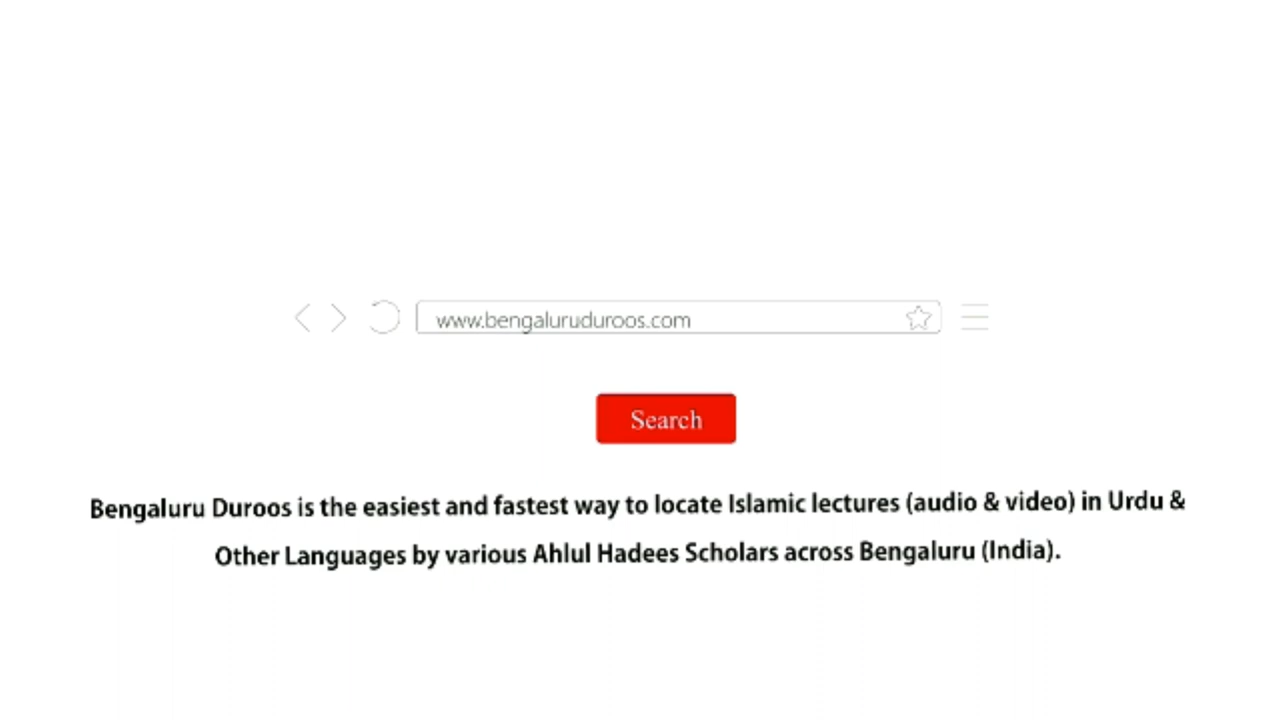 www.bengaluruduroos.com
Search
Bengaluru Duroos is the easiest and fastest way to locate Islamic lectures (audio & video) in Urdu &
Other Languages by various Ahlul Hadees Scholars across Bengaluru (India).